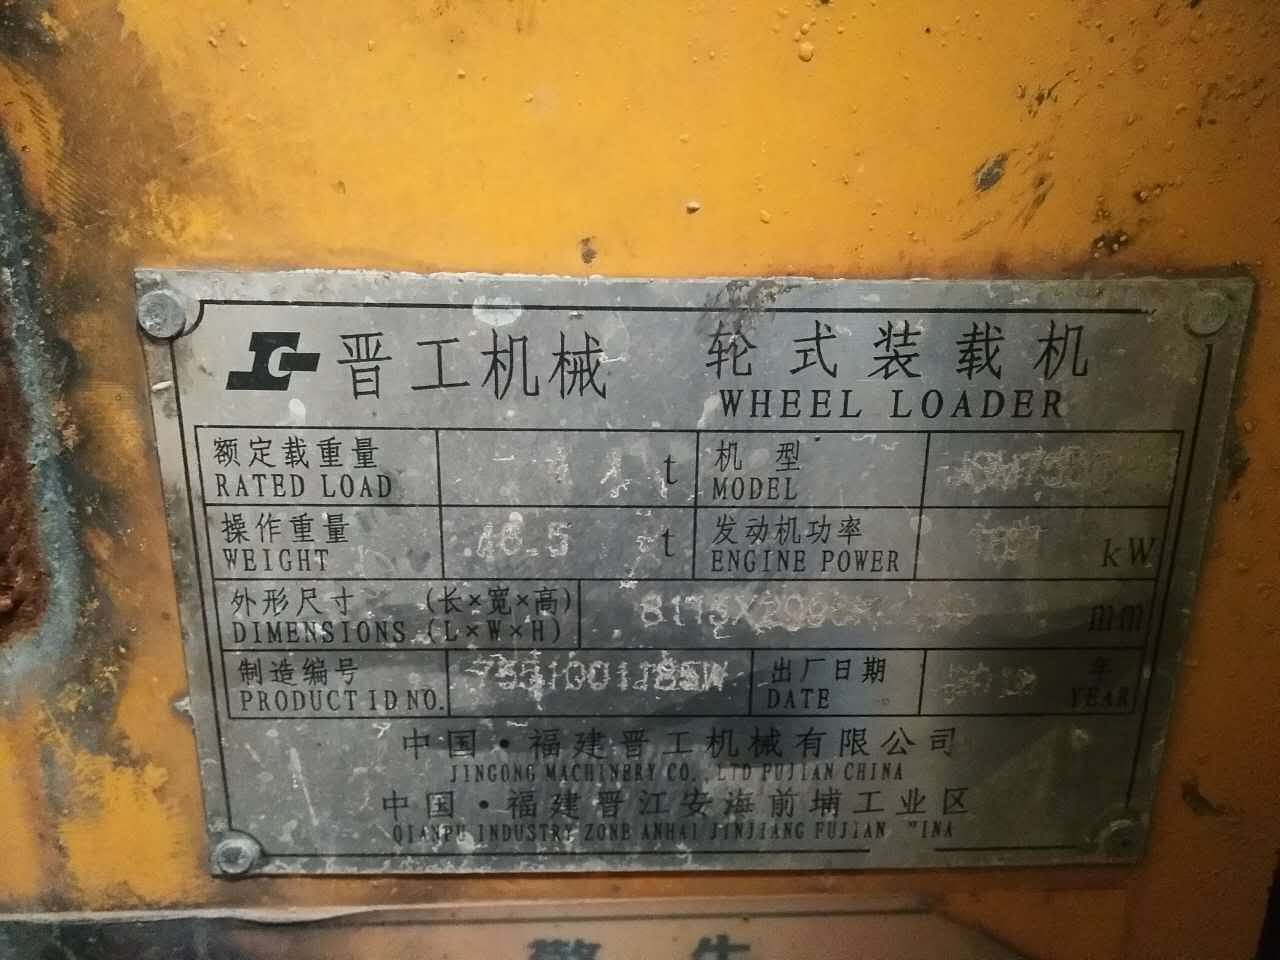 晋工机械 轮式装载机
WHEEL LOADER
额定载重量 t 机型
RATED LOAD MODEL
操作重量 16.5 t 发动机功率 kW
WEIGHT ENGINE POWER
外形尺寸 (长×宽×高) mm
DIMENSIONS (L×W×H)
制造编号 出厂日期 年
PRODUCT ID NO. DATE YEAR
中国·福建晋工机械有限公司
JINGONG MACHINERY CO., LTD FUJIAN CHINA
中国·福建晋江安海前埔工业区
QIANPU INDUSTRY ZONE ANHAI JINJIANG FUJIAN